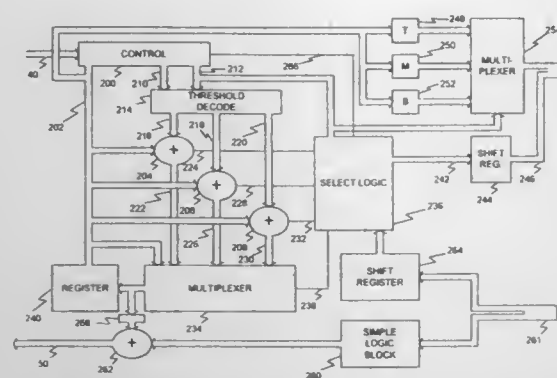 T
248
254
CONTROL
M
250
MULTI-
PLEXER
40
200
210
212
266
B
252
THRESHOLD
DECODE
214
202
216
218
220
+
204
224
SHIFT
REG.
242
246
244
SELECT LOGIC
236
222
+
206
228
+
208
226
230
232
REGISTER
MULTIPLEXER
SHIFT
REGISTER
264
240
234
238
268
SIMPLE
LOGIC
BLOCK
261
50
+
262
260